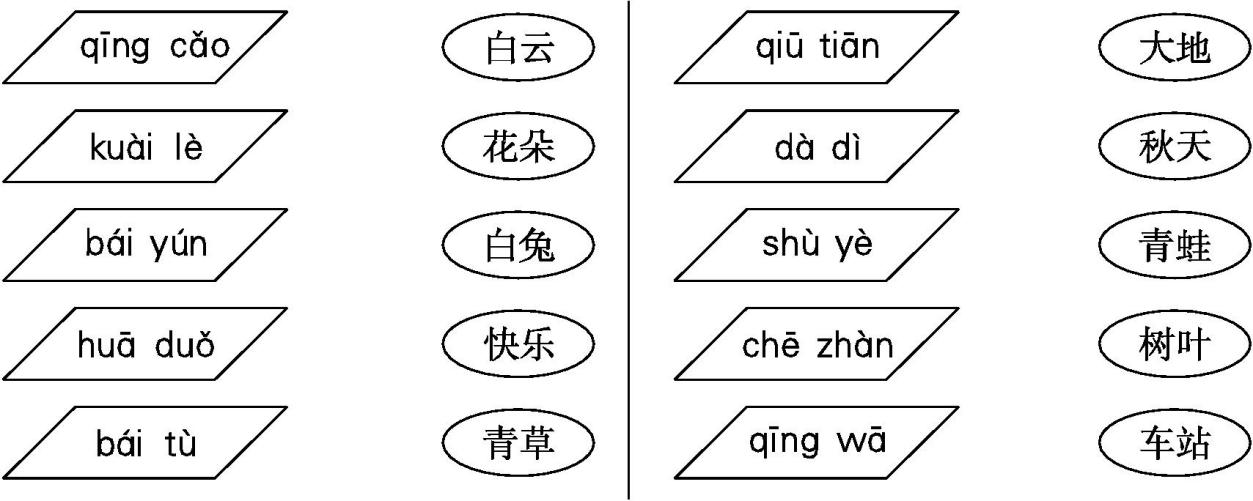 qīng cǎo 白云 qiū tiān 大地
kuài lè 花朵 dà dì 秋天
bái yún 白兔 shù yè 青蛙
huā duǒ 快乐 chē zhàn 树叶
bái tù 青草 qīng wā 车站